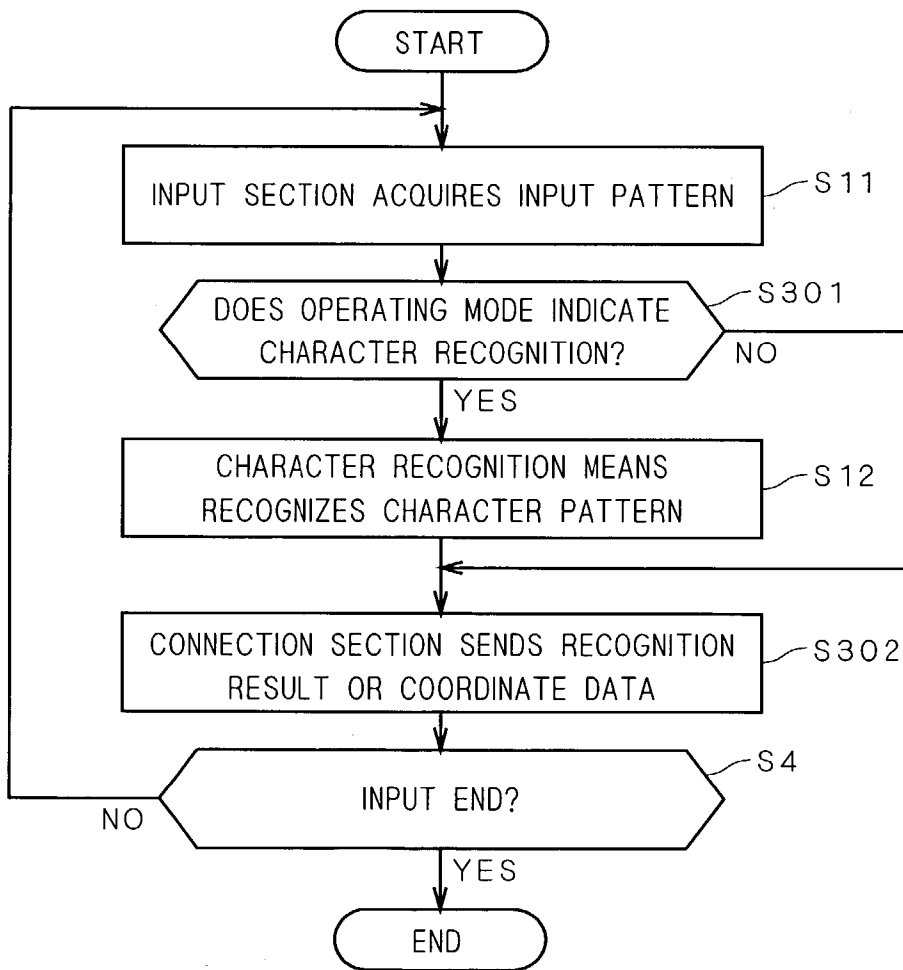 START
INPUT SECTION ACQUIRES INPUT PATTERN
S11
DOES OPERATING MODE INDICATE
CHARACTER RECOGNITION?
S301
NO
YES
CHARACTER RECOGNITION MEANS
RECOGNIZES CHARACTER PATTERN
S12
CONNECTION SECTION SENDS RECOGNITION
RESULT OR COORDINATE DATA
S302
INPUT END?
S4
NO
YES
END